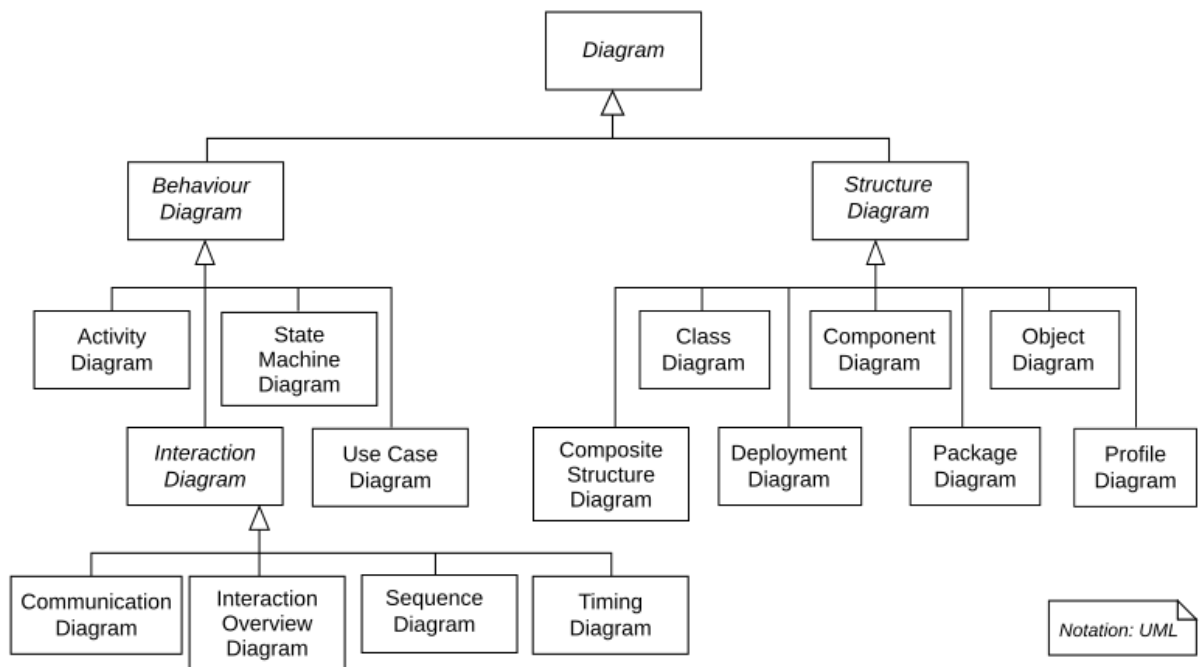 Diagram
Behaviour
Diagram
Structure
Diagram
Activity
Diagram
State
Machine
Diagram
Class
Diagram
Component
Diagram
Object
Diagram
Interaction
Diagram
Use Case
Diagram
Composite
Structure
Diagram
Deployment
Diagram
Package
Diagram
Profile
Diagram
Communication
Diagram
Interaction
Overview
Diagram
Sequence
Diagram
Timing
Diagram
Notation: UML